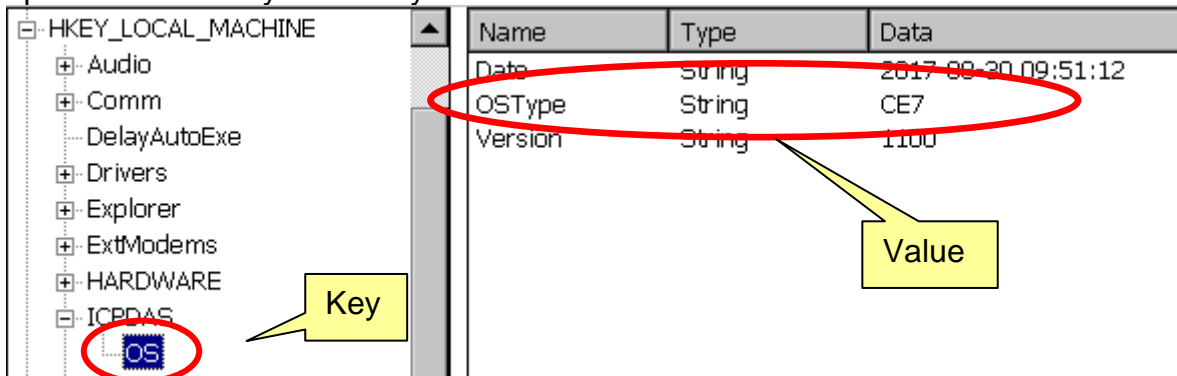 HKEY_LOCAL_MACHINE
Audio
Comm
DelayAutoExe
Drivers
Explorer
ExtModems
HARDWARE
ICPDAS
OS
Key
Name Type Data
Date String 2017-08-30 09:51:12
OSType String CE7
Version String 1100
Value